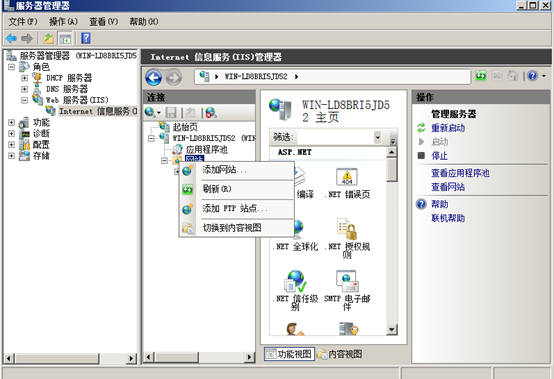 服务器管理器
文件(F) 操作(A) 查看(V) 帮助(H)
服务器管理器 (WIN-LD8BRI5JD5
角色
DHCP 服务器
DNS 服务器
Web 服务器(IIS)
Internet 信息服务(I
功能
诊断
配置
存储
Internet 信息服务(IIS)管理器
WIN-LD8BRI5JD52
连接
起始页
WIN-LD8BRI5JD52 (WIN
应用程序池
网站
添加网站...
刷新(R)
添加 FTP 站点...
切换到内容视图
WIN-LD8BRI5JD5
2 主页
筛选:
ASP.NET
编译
.NET 错误页
.NET 全球化
.NET 授权规
则
.NET 信任级
别
SMTP 电子邮
件
功能视图 内容视图
操作
管理服务器
重新启动
启动
停止
查看应用程序池
查看网站
帮助
联机帮助